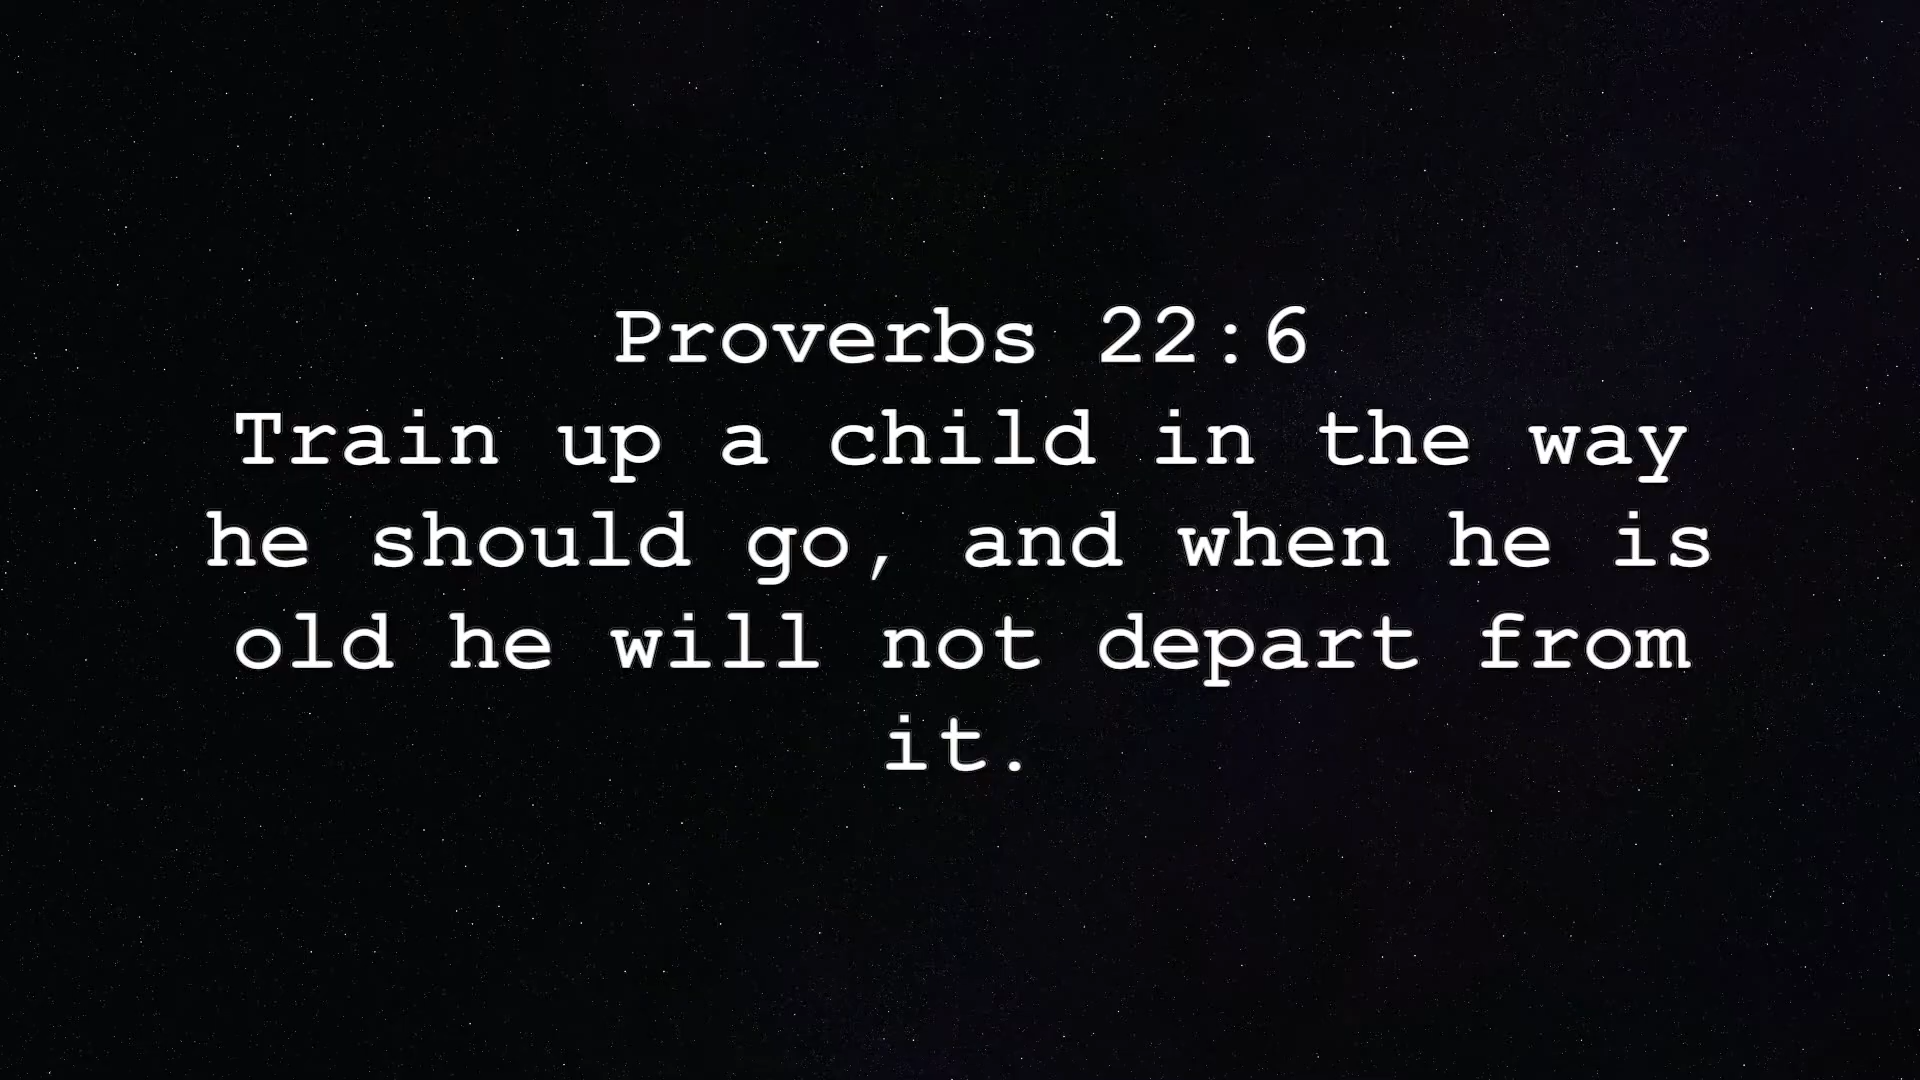 Proverbs 22:6
Train up a child in the way
he should go, and when he is
old he will not depart from
it.